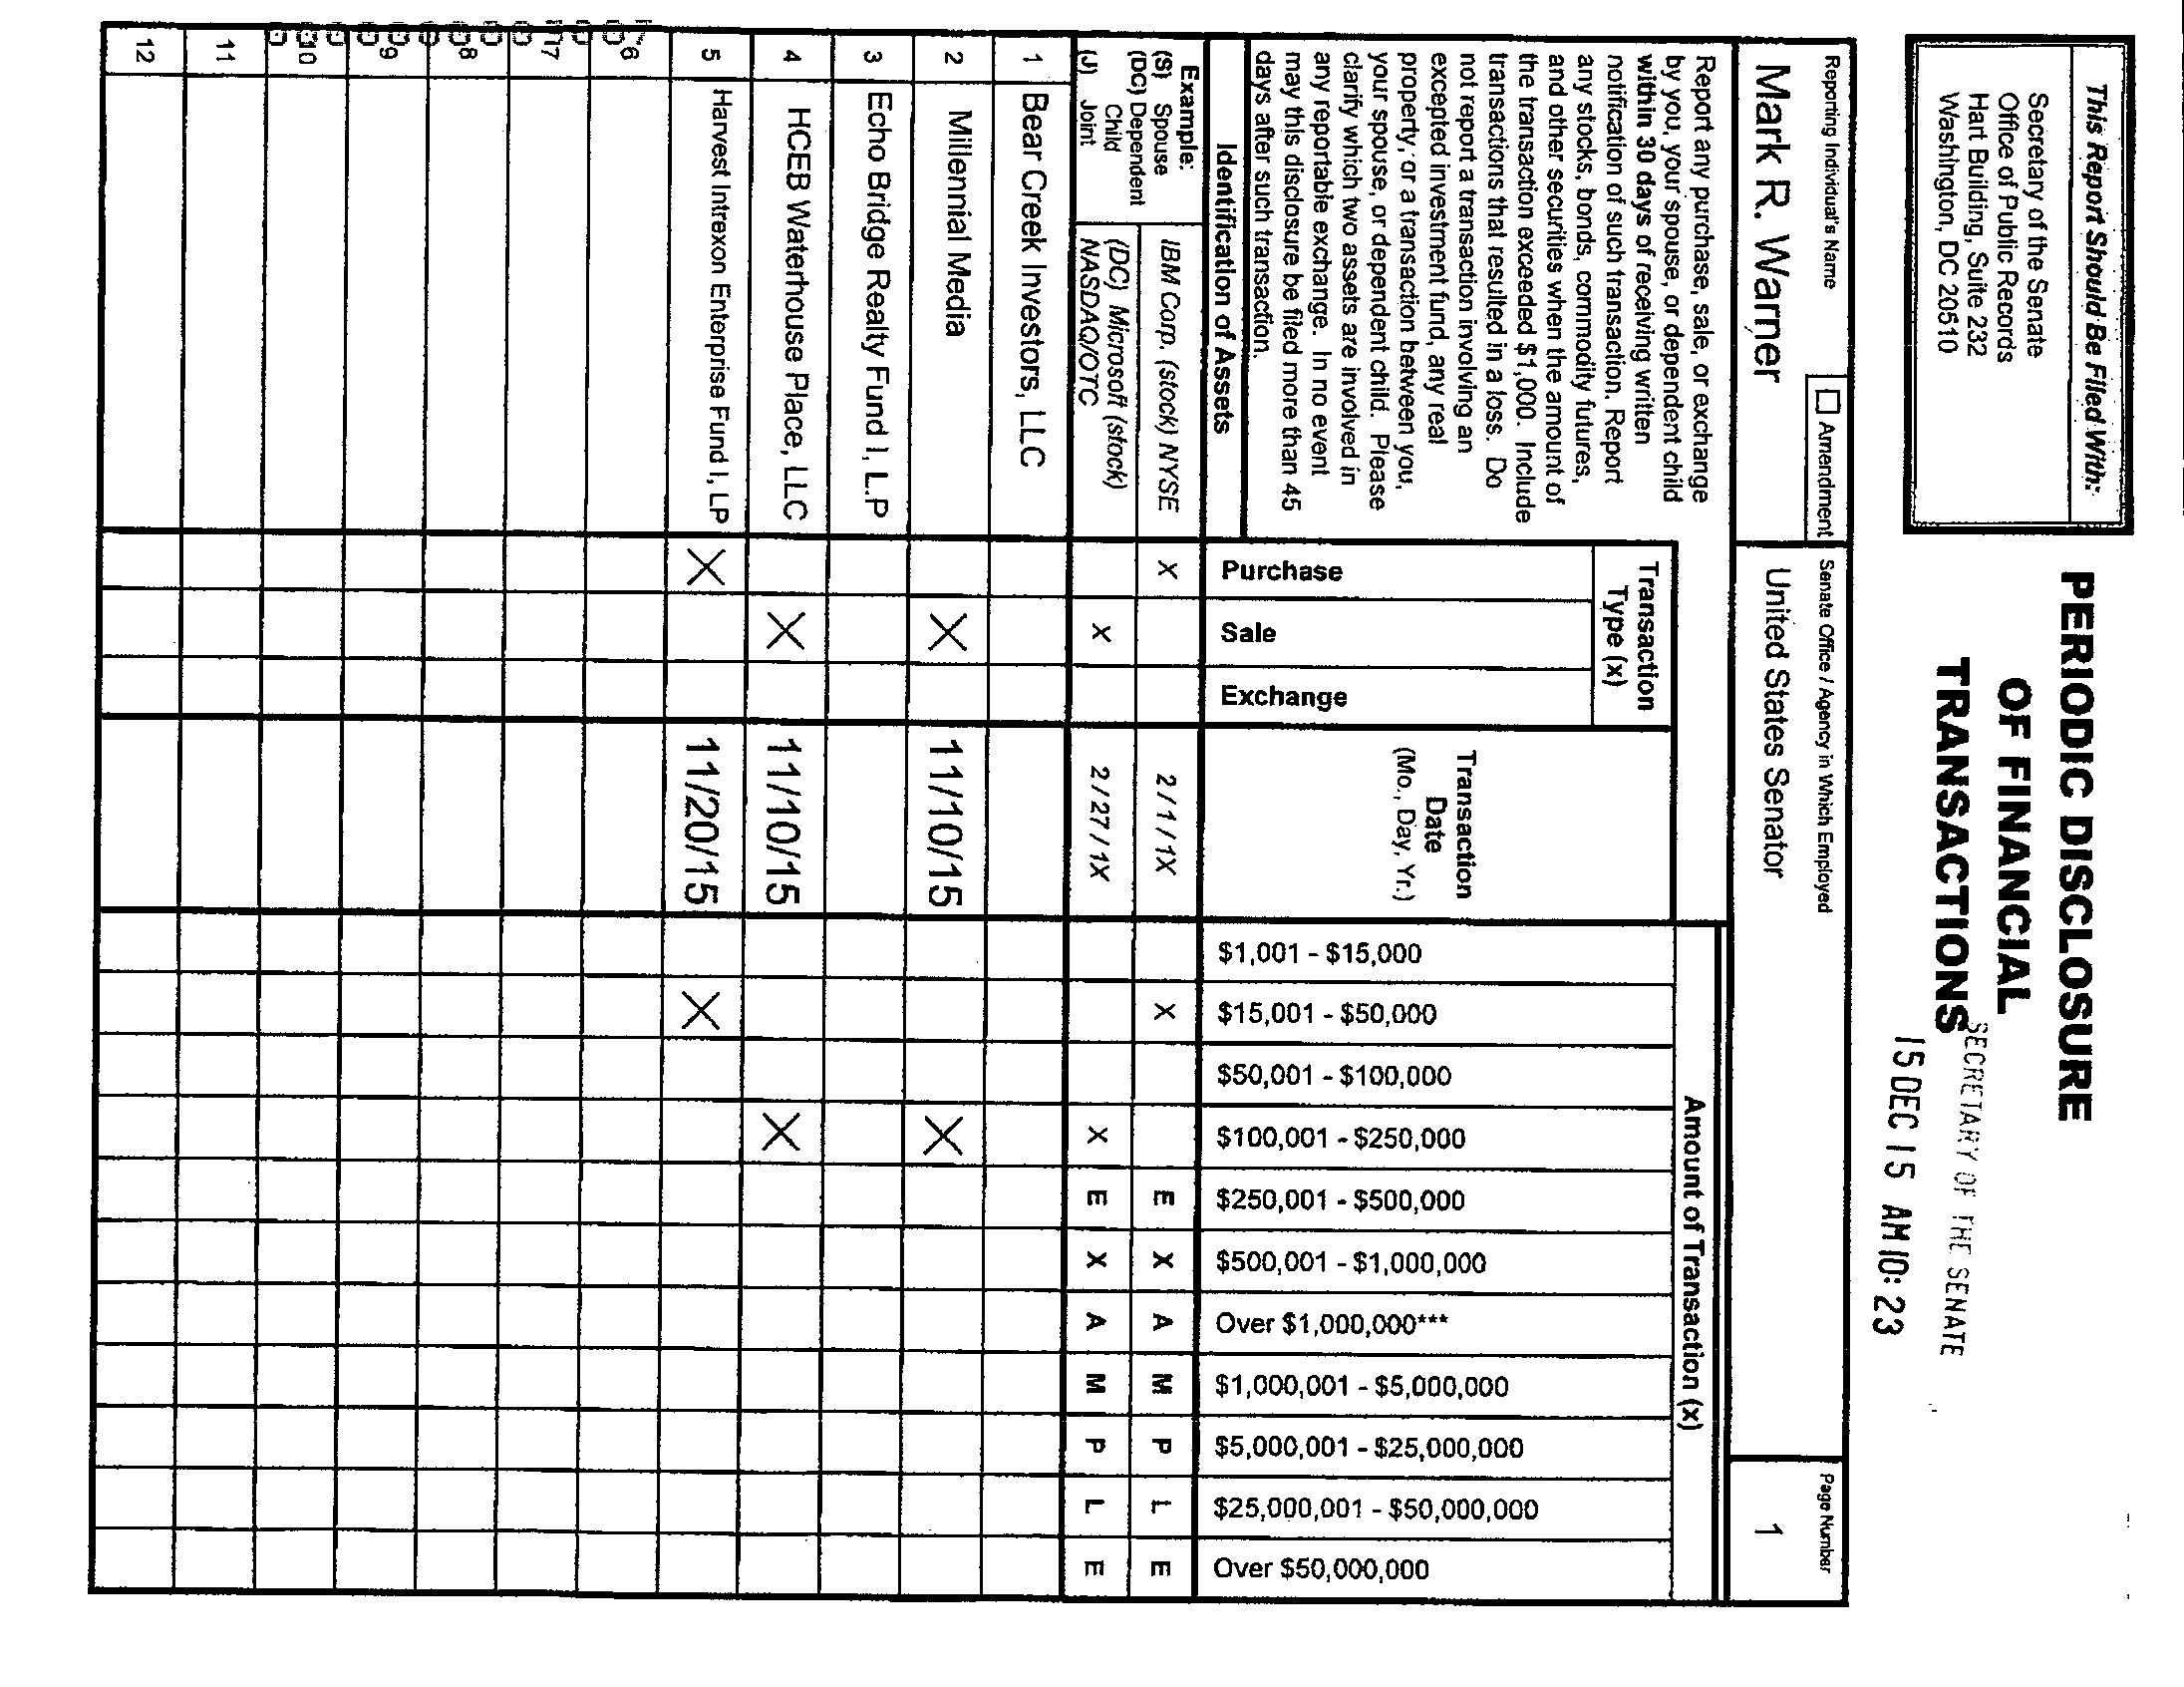 This Report Should Be Filed With:
Secretary of the Senate
Office of Public Records
Hart Building, Suite 232
Washington, DC 20510
PERIODIC DISCLOSURE
OF FINANCIAL
TRANSACTIONS
SECRETARY OF THE SENATE
15 DEC 15 AM 10: 23
Reporting Individual's Name
Amendment
Senate Office / Agency in Which Employed
Page Number
Mark R. Warner
United States Senator
1
Report any purchase, sale, or exchange
by you, your spouse, or dependent child
within 30 days of receiving written
notification of such transaction. Report
any stocks, bonds, commodity futures,
and other securities when the amount of
the transaction exceeded $1,000. Include
transactions that resulted in a loss. Do
not report a transaction involving an
excepted investment fund, any real
property, or a transaction between you,
your spouse, or dependent child. Please
clarify which two assets are involved in
any reportable exchange. In no event
may this disclosure be filed more than 45
days after such transaction.
Identification of Assets
Transaction
Type (x)
Purchase
Sale
Exchange
Transaction
Date
(Mo., Day, Yr.)
Amount of Transaction (x)
$1,001 - $15,000
$15,001 - $50,000
$50,001 - $100,000
$100,001 - $250,000
$250,001 - $500,000
$500,001 - $1,000,000
Over $1,000,000***
$1,000,001 - $5,000,000
$5,000,001 - $25,000,000
$25,000,001 - $50,000,000
Over $50,000,000
Example:
(S) Spouse
(DC) Dependent
Child
(J) Joint
IBM Corp. (stock) NYSE X 2 / 1 / 1X X E X A M P L E
(DC) Microsoft (stock)
NASDAQ/OTC X 2 / 27 / 1X X E X A M P L E
1 Bear Creek Investors, LLC
2 Millennial Media X 11/10/15 X
3 Echo Bridge Realty Fund I, L.P
4 HCEB Waterhouse Place, LLC X 11/10/15 X
5 Harvest Intrexon Enterprise Fund I, LP X 11/20/15 X
6
7
8
9
10
11
12